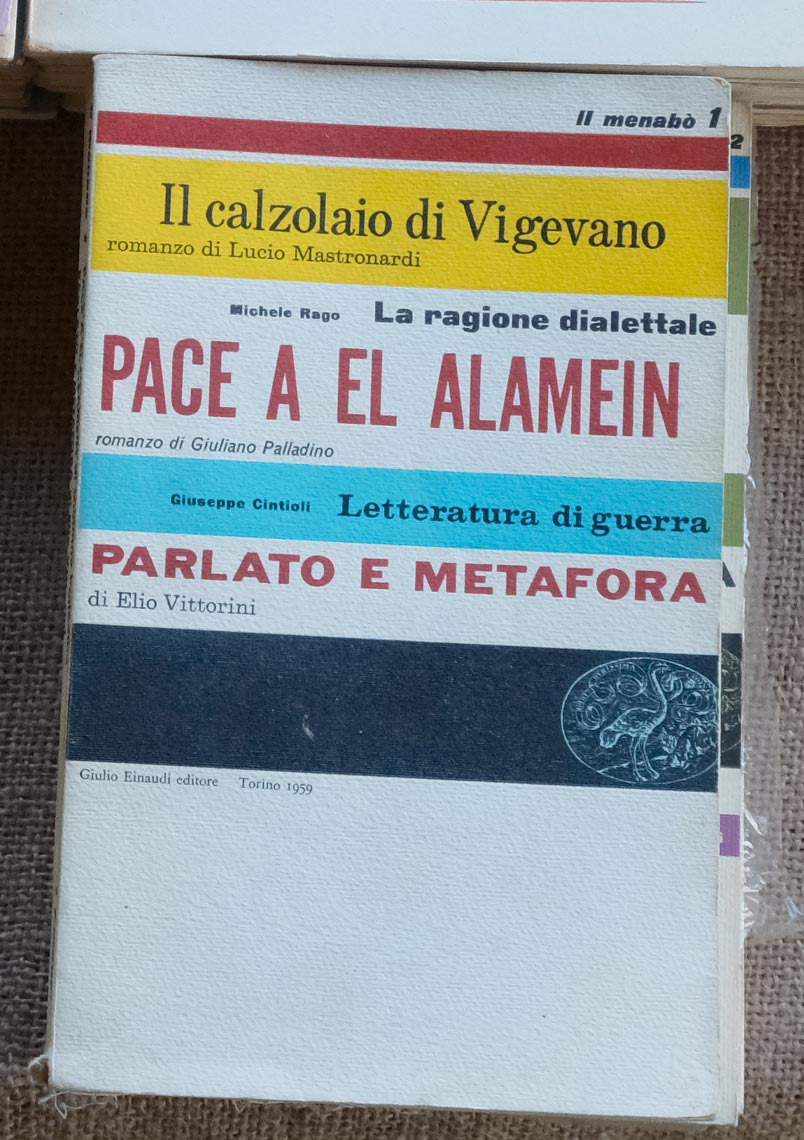 Il menabò 1
2
Il calzolaio di Vigevano
romanzo di Lucio Mastronardi
Michele Rago La ragione dialettale
PACE A EL ALAMEIN
romanzo di Giuliano Palladino
Giuseppe Cintioli Letteratura di guerra
PARLATO E METAFORA
di Elio Vittorini
Giulio Einaudi editore Torino 1959